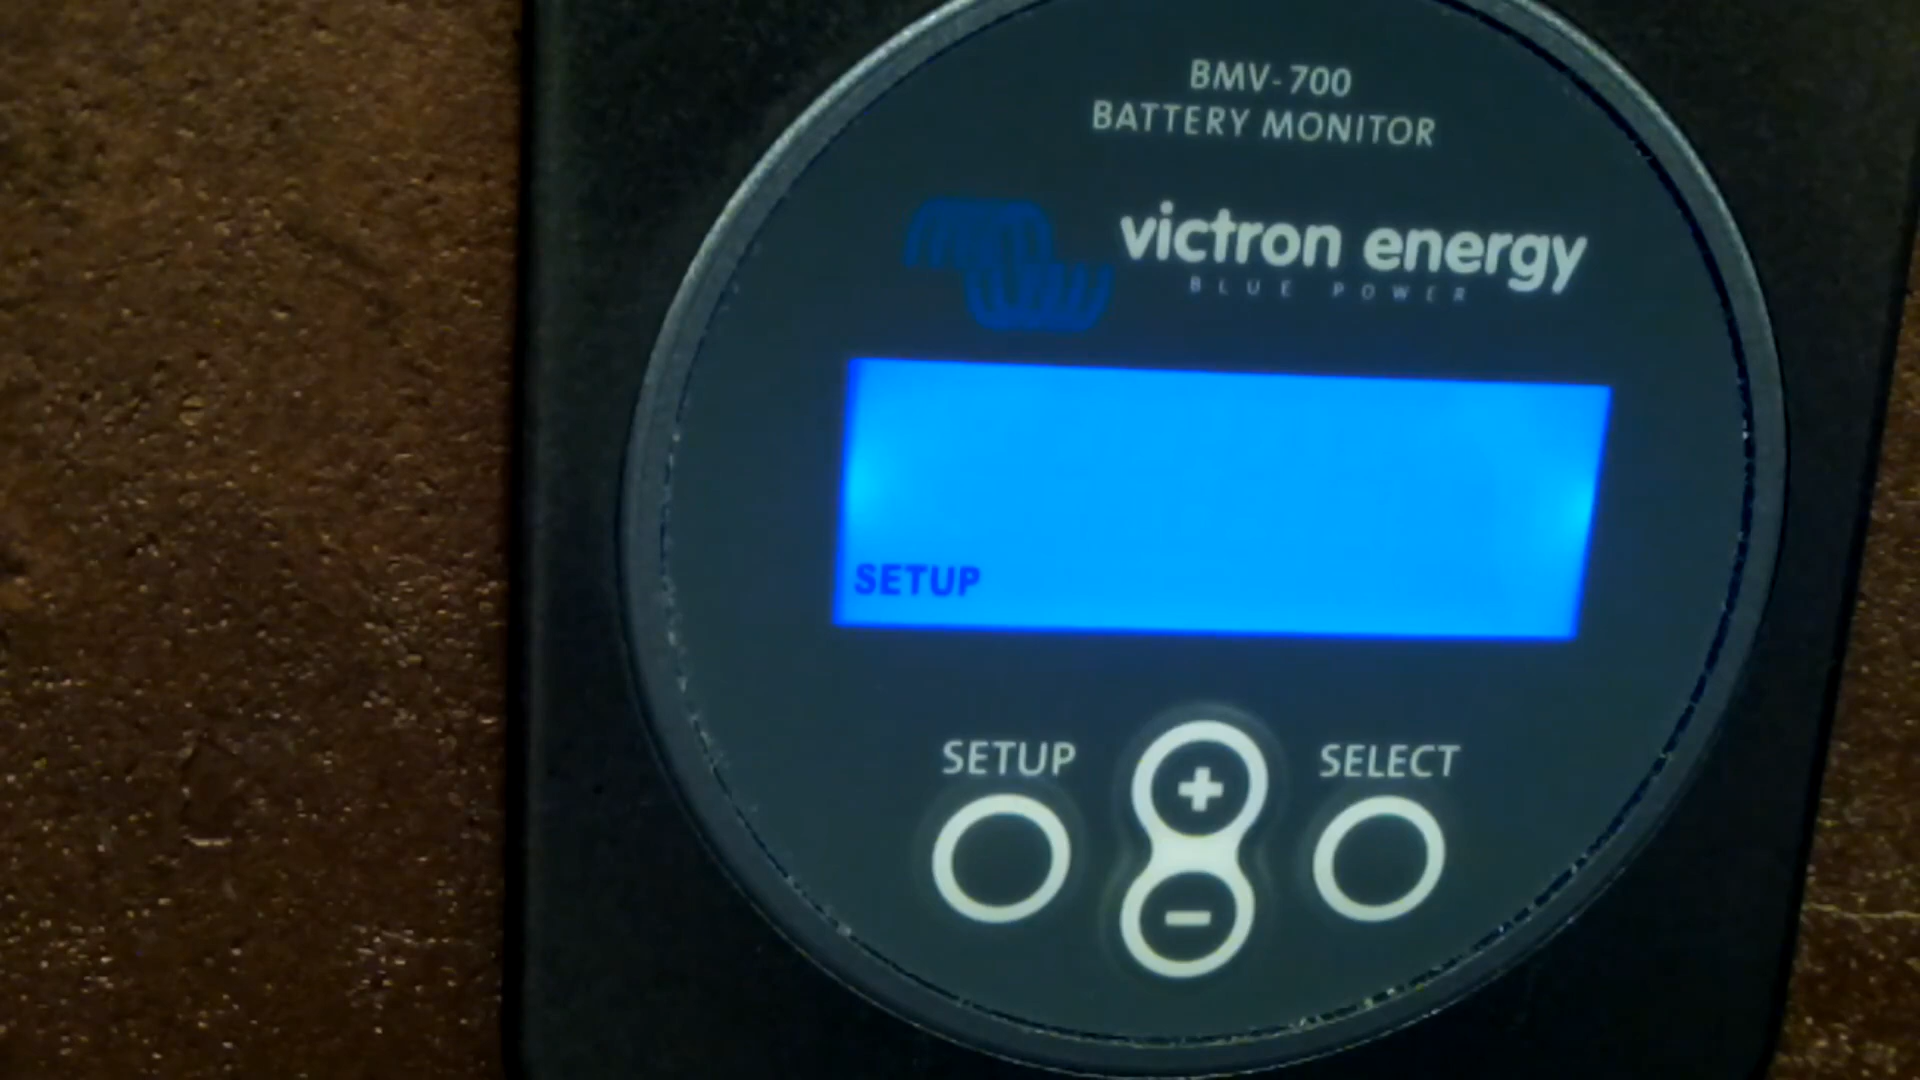 BMV-700
BATTERY MONITOR
victron energy
BLUE POWER
SETUP
SETUP
SELECT
+
-